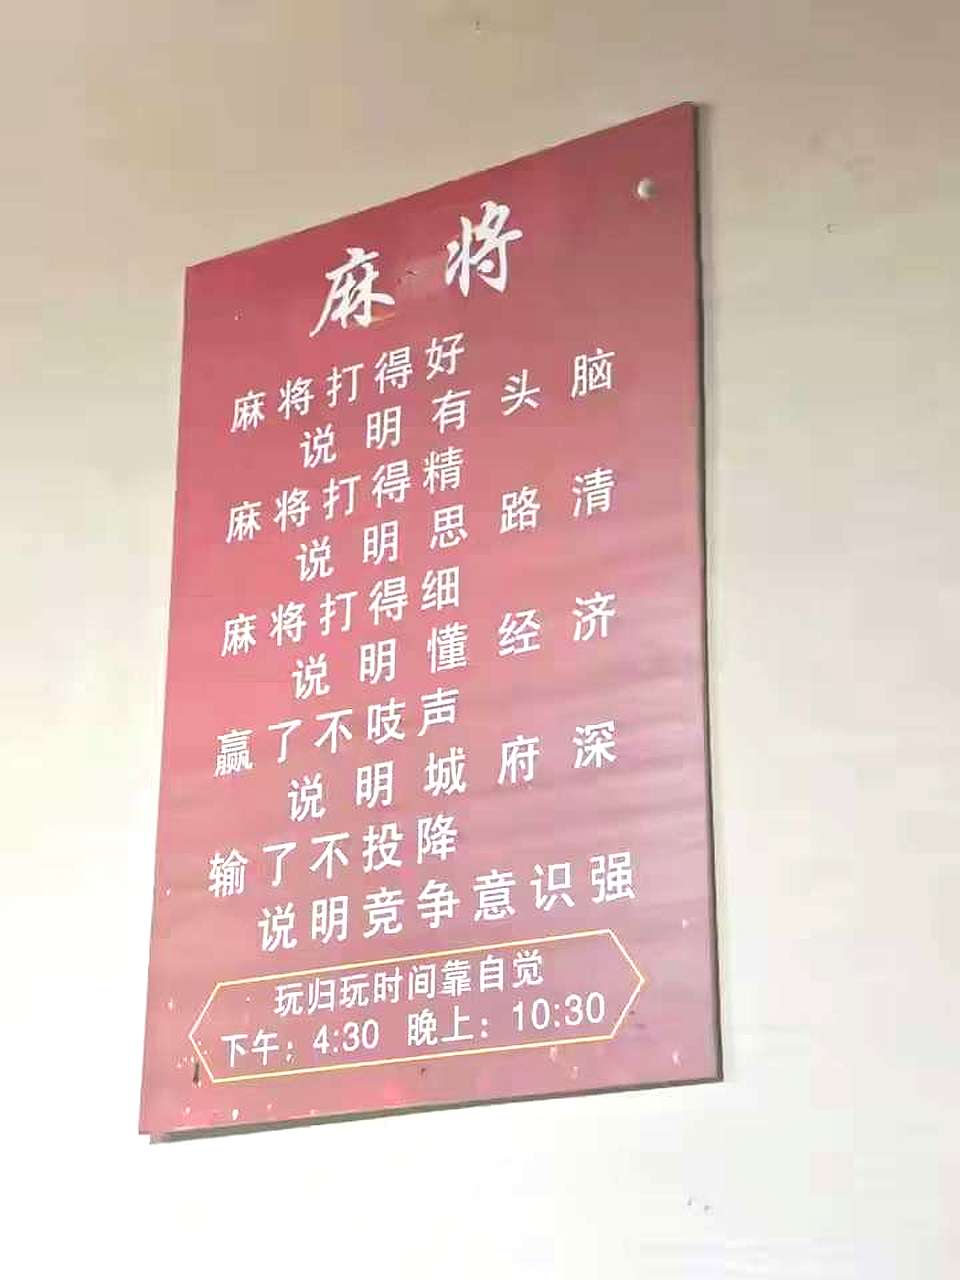 麻将
麻将打得好
说明有头脑
麻将打得精
说明思路清
麻将打得细
说明懂经济
赢了不吱声
说明城府深
输了不投降
说明竞争意识强
玩归玩时间靠自觉
下午：4:30 晚上：10:30